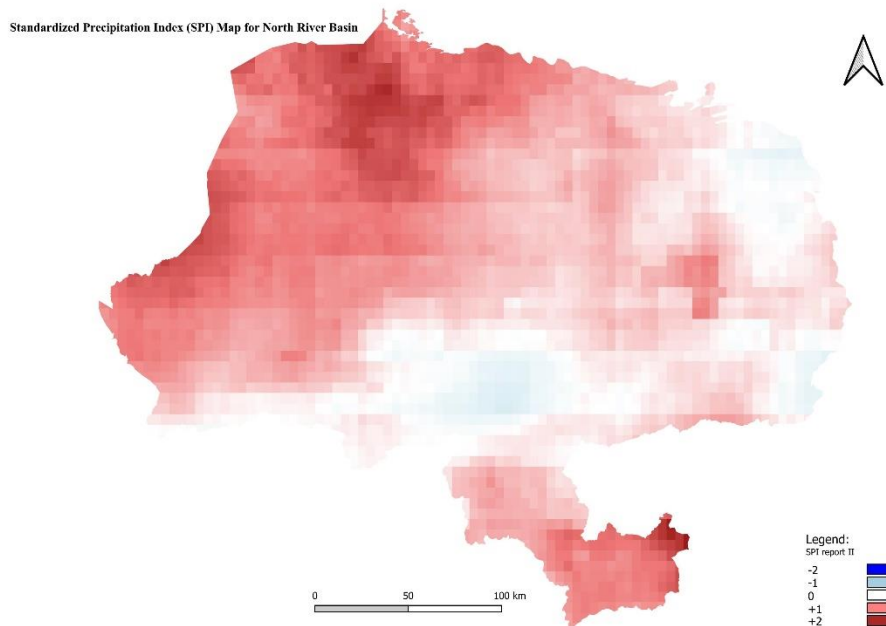 Standardized Precipitation Index (SPI) Map for North River Basin
Legend:
SPI report II
-2
-1
0
+1
+2
0 50 100 km